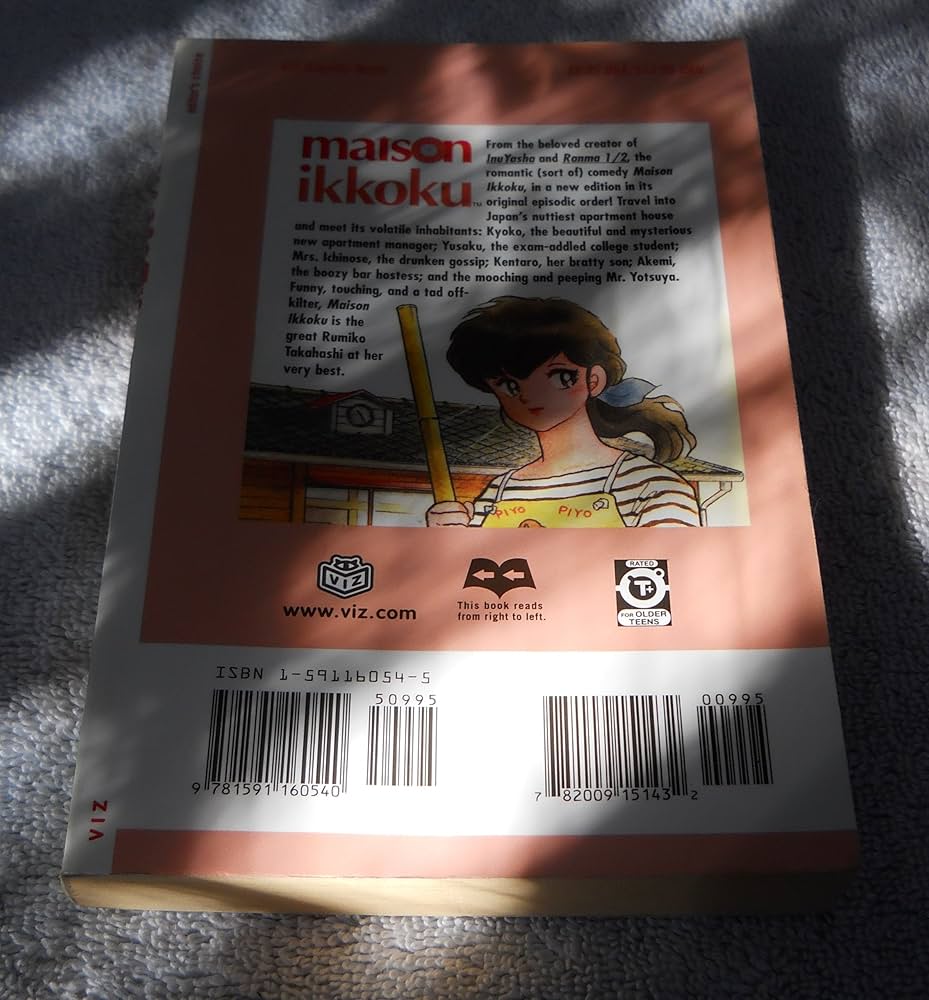 maison
ikkoku™
From the beloved creator of
InuYasha and Ranma 1/2, the
romantic (sort of) comedy Maison
Ikkoku, in a new edition in its
original episodic order! Travel into
Japan's nuttiest apartment house
and meet its volatile inhabitants: Kyoko, the beautiful and mysterious
new apartment manager; Yusaku, the exam-addled college student;
Mrs. Ichinose, the drunken gossip; Kentaro, her bratty son; Akemi,
the boozy bar hostess; and the mooching and peeping Mr. Yotsuya.
Funny, touching, and a tad off-
kilter, Maison
Ikkoku is the
great Rumiko
Takahashi at her
very best.
PIYO PIYO
VIZ
www.viz.com
This book reads
from right to left.
RATED
T+
FOR OLDER
TEENS
ISBN 1-59116054-5
50995
9 781591 160540
00995
7 82009 15143 2
VIZ